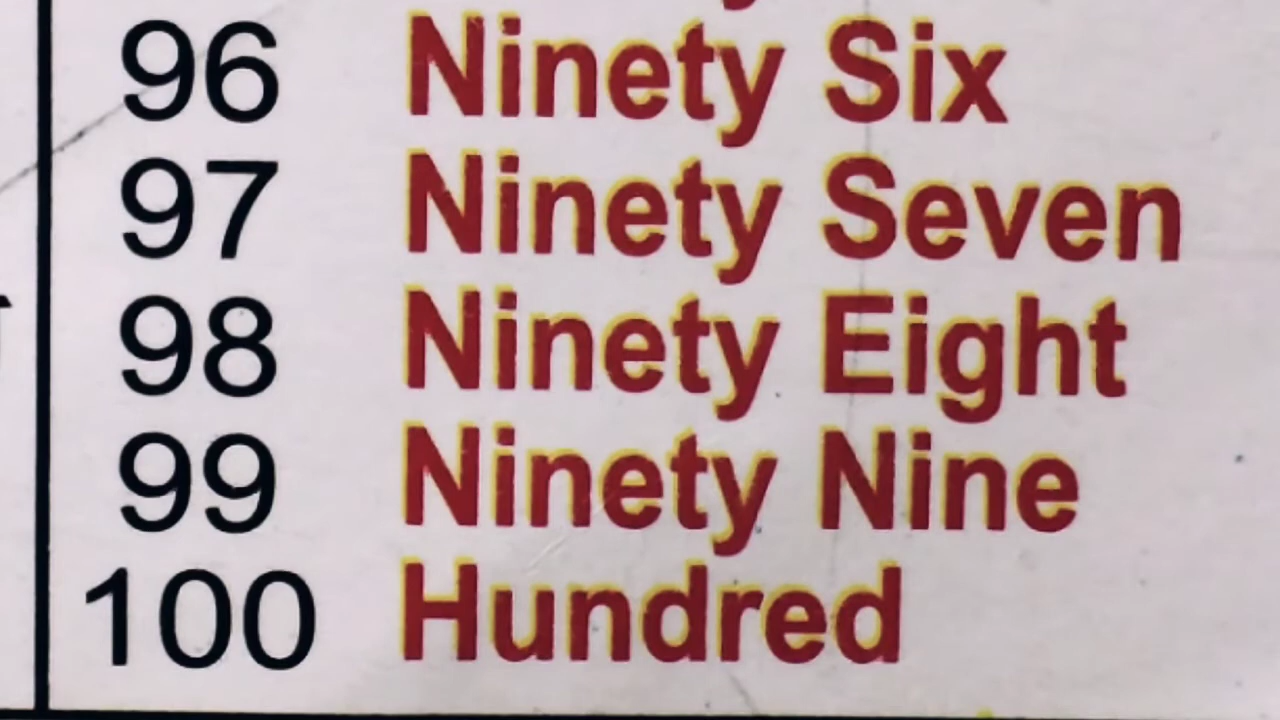 96 Ninety Six
97 Ninety Seven
98 Ninety Eight
99 Ninety Nine
100 Hundred